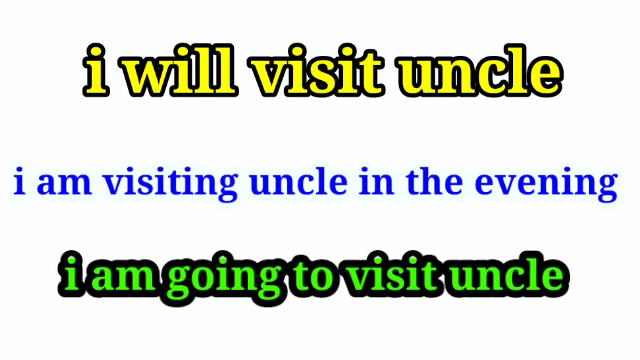 i will visit uncle
i am visiting uncle in the evening
i am going to visit uncle